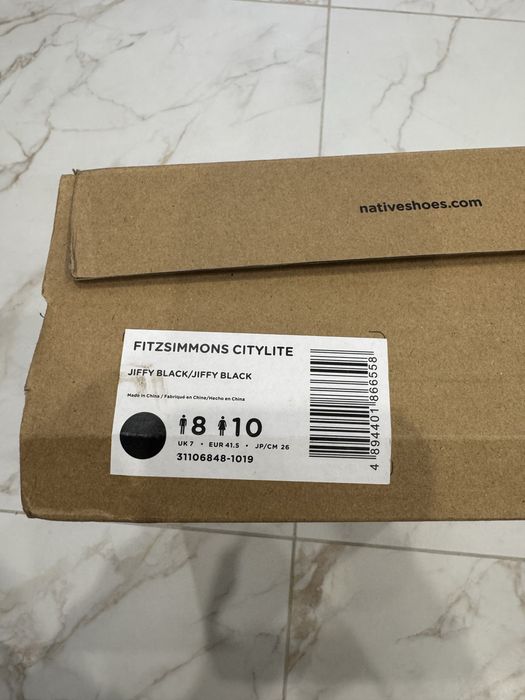 nativeshoes.com
FITZSIMMONS CITYLITE
JIFFY BLACK/JIFFY BLACK
Made in China / Fabriqué en Chine/Hecho en China
8 10
UK 7 • EUR 41.5 • JP/CM 26
31106848-1019
4 894401 866558